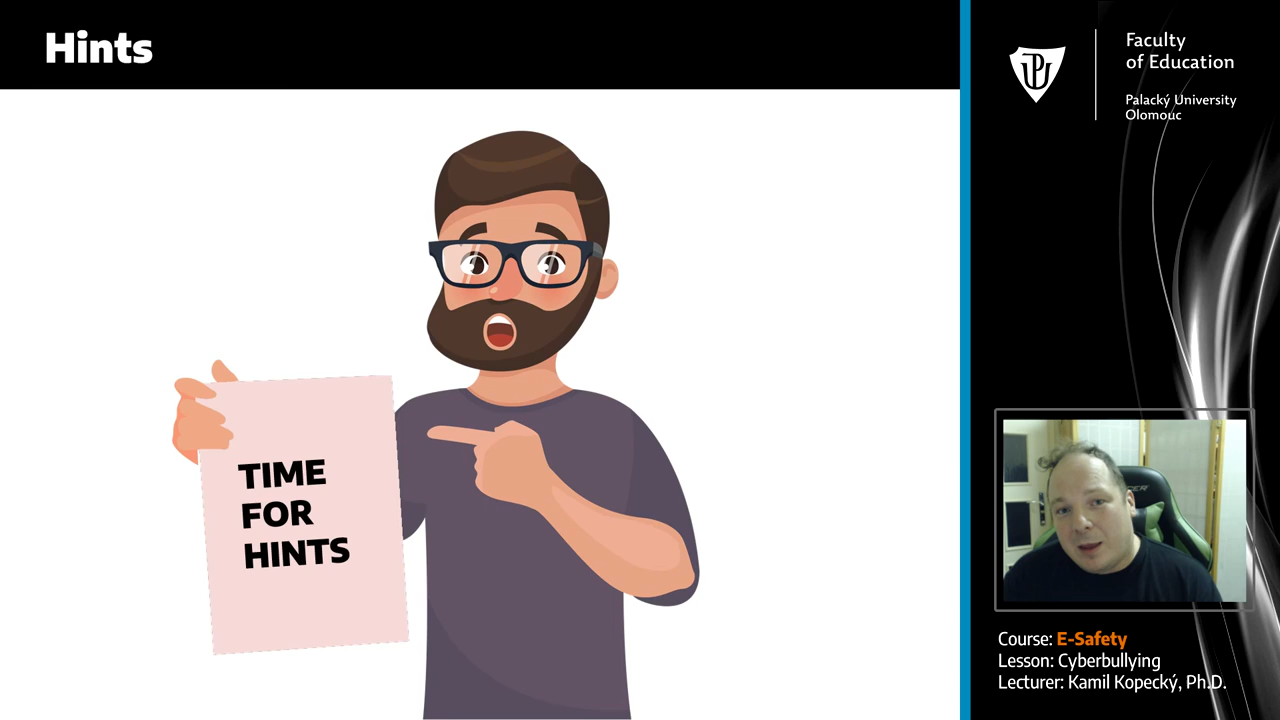 Hints
TIME
FOR
HINTS
Faculty
of Education
Palacký University
Olomouc
Course: E-Safety
Lesson: Cyberbullying
Lecturer: Kamil Kopecký, Ph.D.